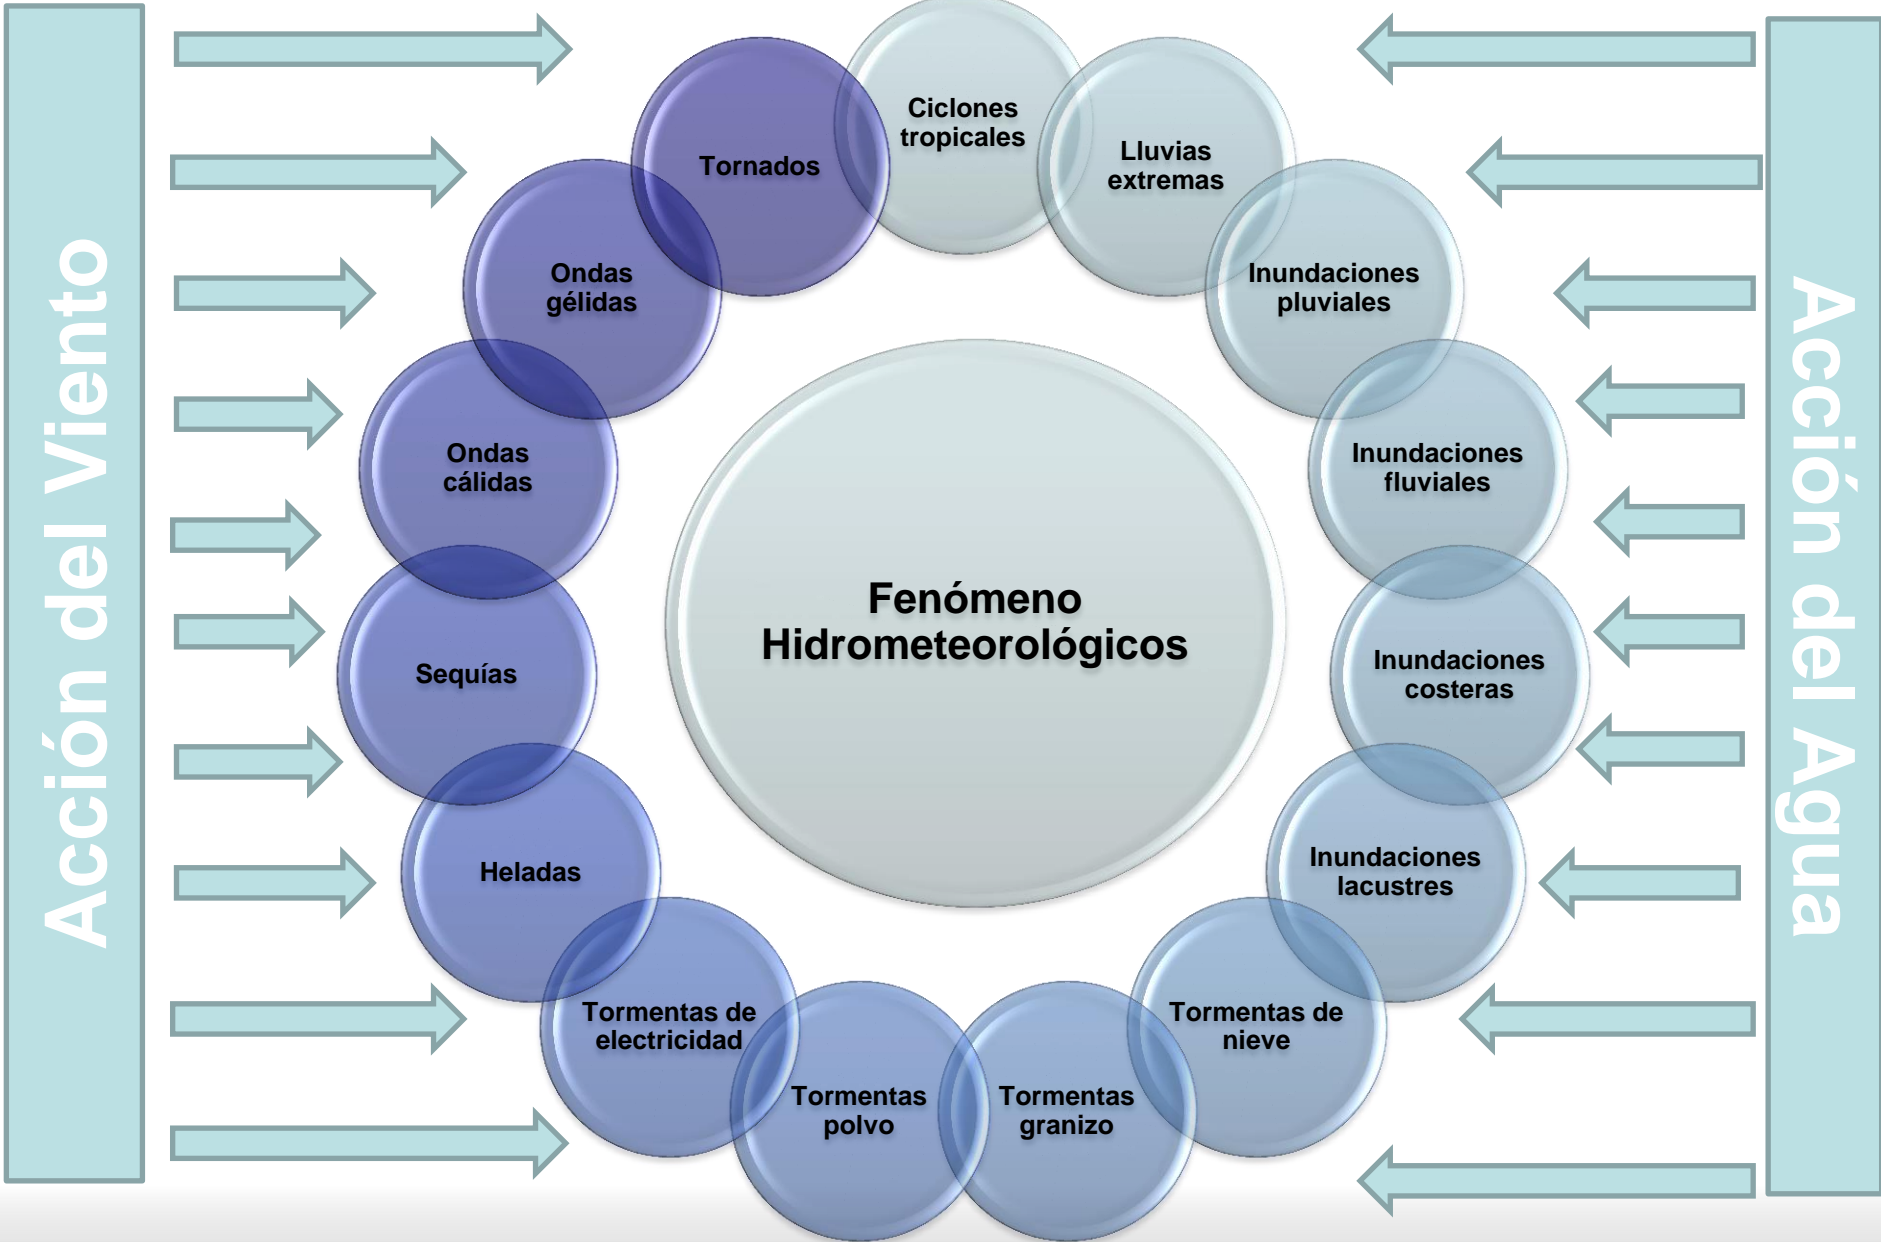 Acción del Viento
Ciclones
tropicales
Lluvias
extremas
Inundaciones
pluviales
Inundaciones
fluviales
Inundaciones
costeras
Inundaciones
lacustres
Tormentas de
nieve
Tormentas
granizo
Tormentas
polvo
Tormentas de
electricidad
Heladas
Sequías
Ondas
cálidas
Ondas
gélidas
Tornados
Fenómeno
Hidrometeorológicos
Acción del Agua